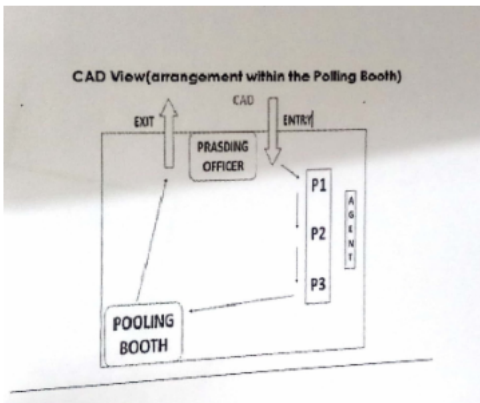 CAD View(arrangement within the Polling Booth)
CAD
EXIT
ENTRY
PRASDING
OFFICER
P1
P2
P3
AGENT
POOLING
BOOTH